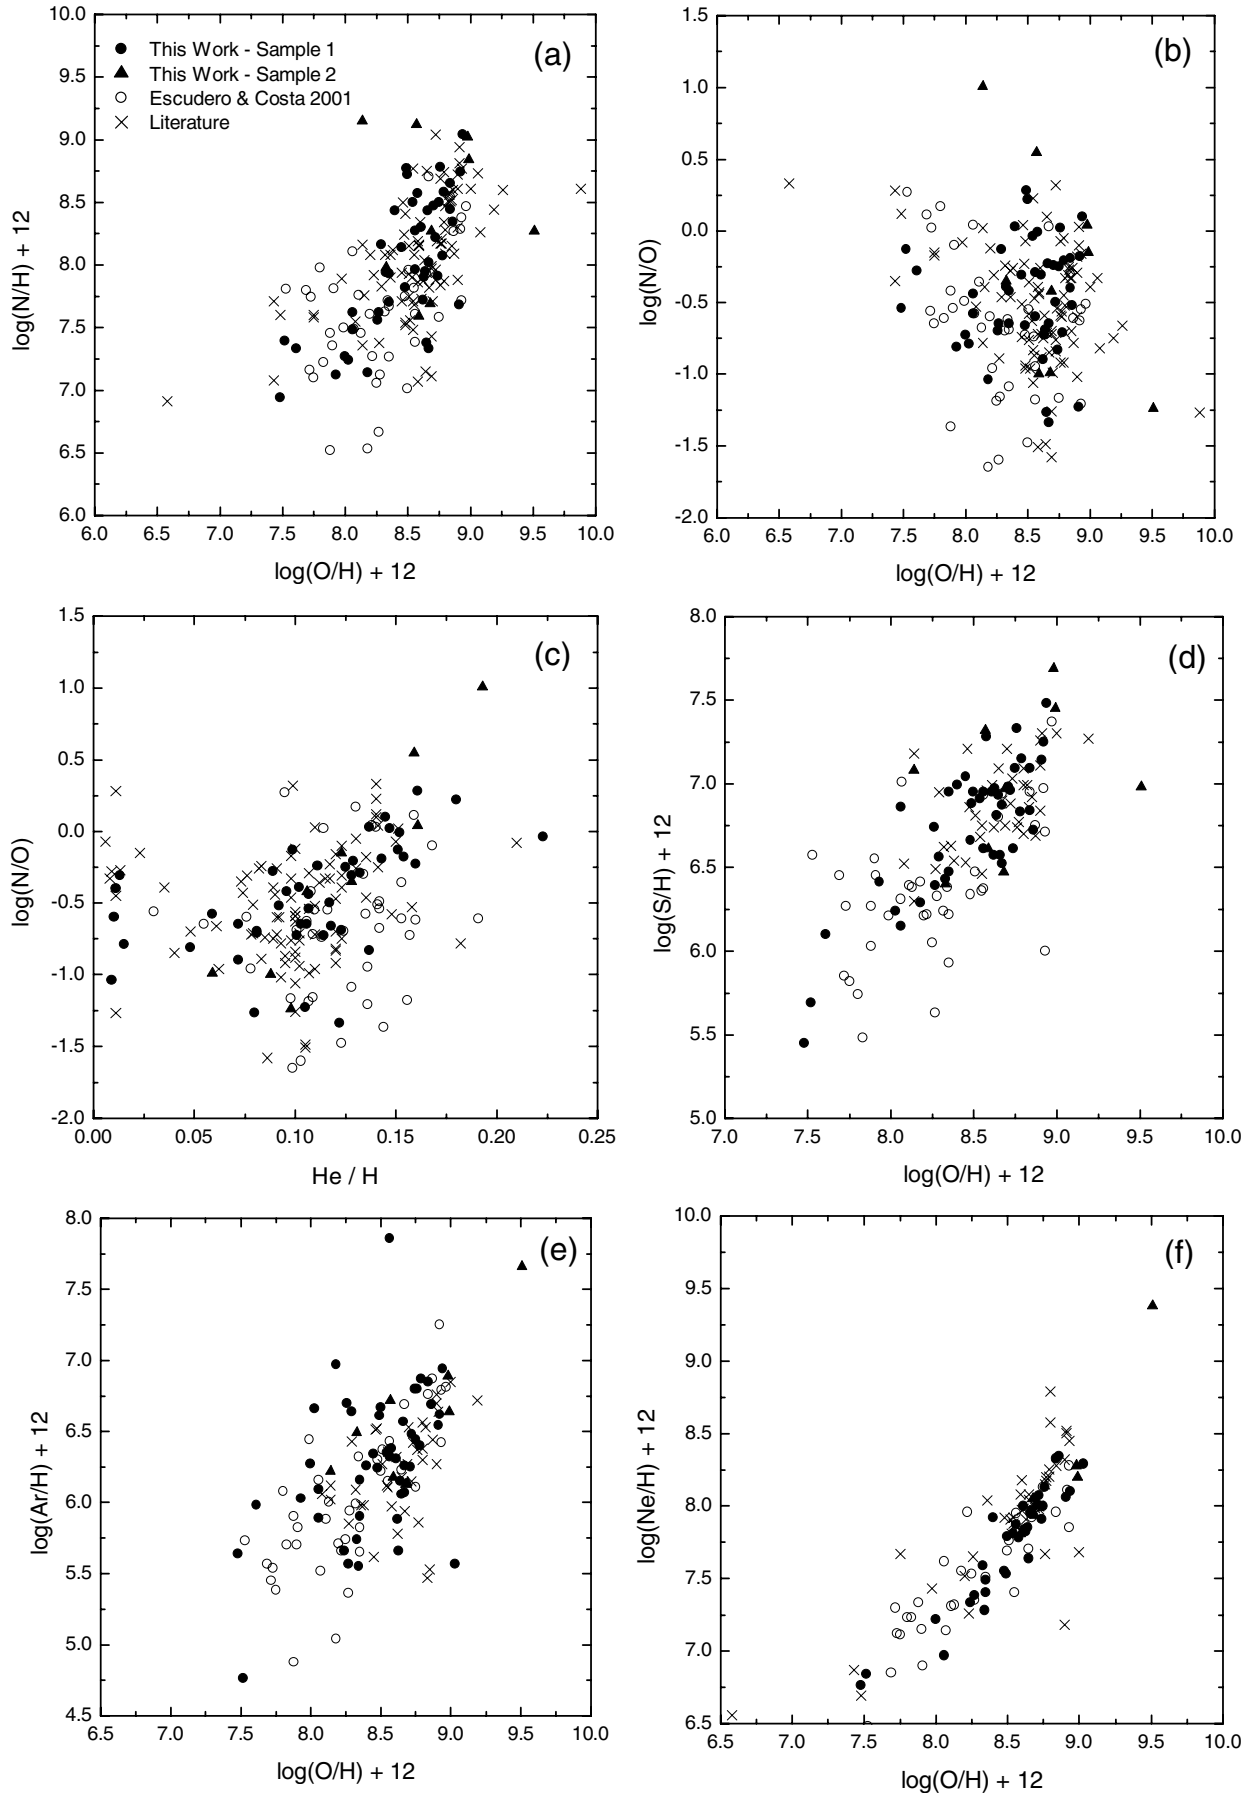 (a)
This Work - Sample 1
This Work - Sample 2
Escudero & Costa 2001
Literature
10.0
9.5
9.0
8.5
8.0
7.5
7.0
6.5
6.0
log(N/H) + 12
6.0 6.5 7.0 7.5 8.0 8.5 9.0 9.5 10.0
log(O/H) + 12
(b)
1.5
1.0
0.5
0.0
-0.5
-1.0
-1.5
-2.0
log(N/O)
6.0 6.5 7.0 7.5 8.0 8.5 9.0 9.5 10.0
log(O/H) + 12
(c)
1.5
1.0
0.5
0.0
-0.5
-1.0
-1.5
-2.0
log(N/O)
0.00 0.05 0.10 0.15 0.20 0.25
He / H
(d)
8.0
7.5
7.0
6.5
6.0
5.5
5.0
log(S/H) + 12
7.0 7.5 8.0 8.5 9.0 9.5 10.0
log(O/H) + 12
(e)
8.0
7.5
7.0
6.5
6.0
5.5
5.0
4.5
log(Ar/H) + 12
6.5 7.0 7.5 8.0 8.5 9.0 9.5 10.0
log(O/H) + 12
(f)
10.0
9.5
9.0
8.5
8.0
7.5
7.0
6.5
log(Ne/H) + 12
6.5 7.0 7.5 8.0 8.5 9.0 9.5 10.0
log(O/H) + 12